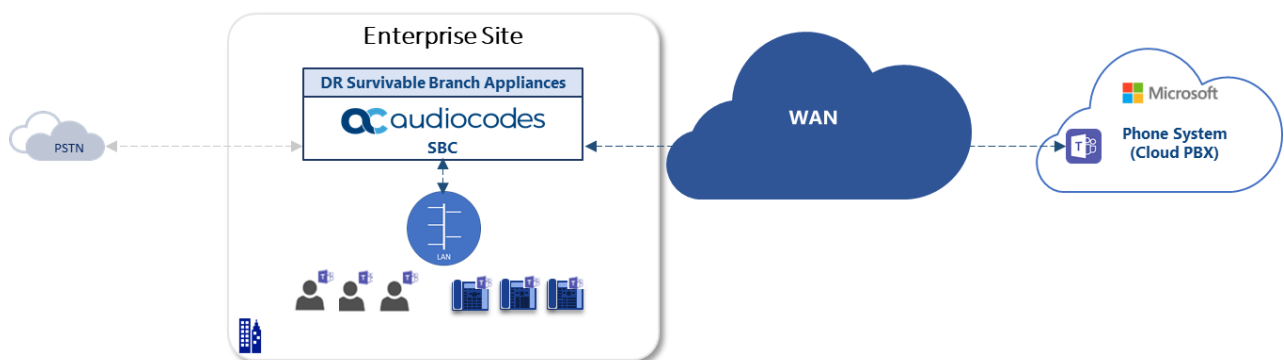 Enterprise Site
DR Survivable Branch Appliances
audiocodes
SBC
PSTN
LAN
WAN
Microsoft
Phone System
(Cloud PBX)
T
T
T
T
T
T
T